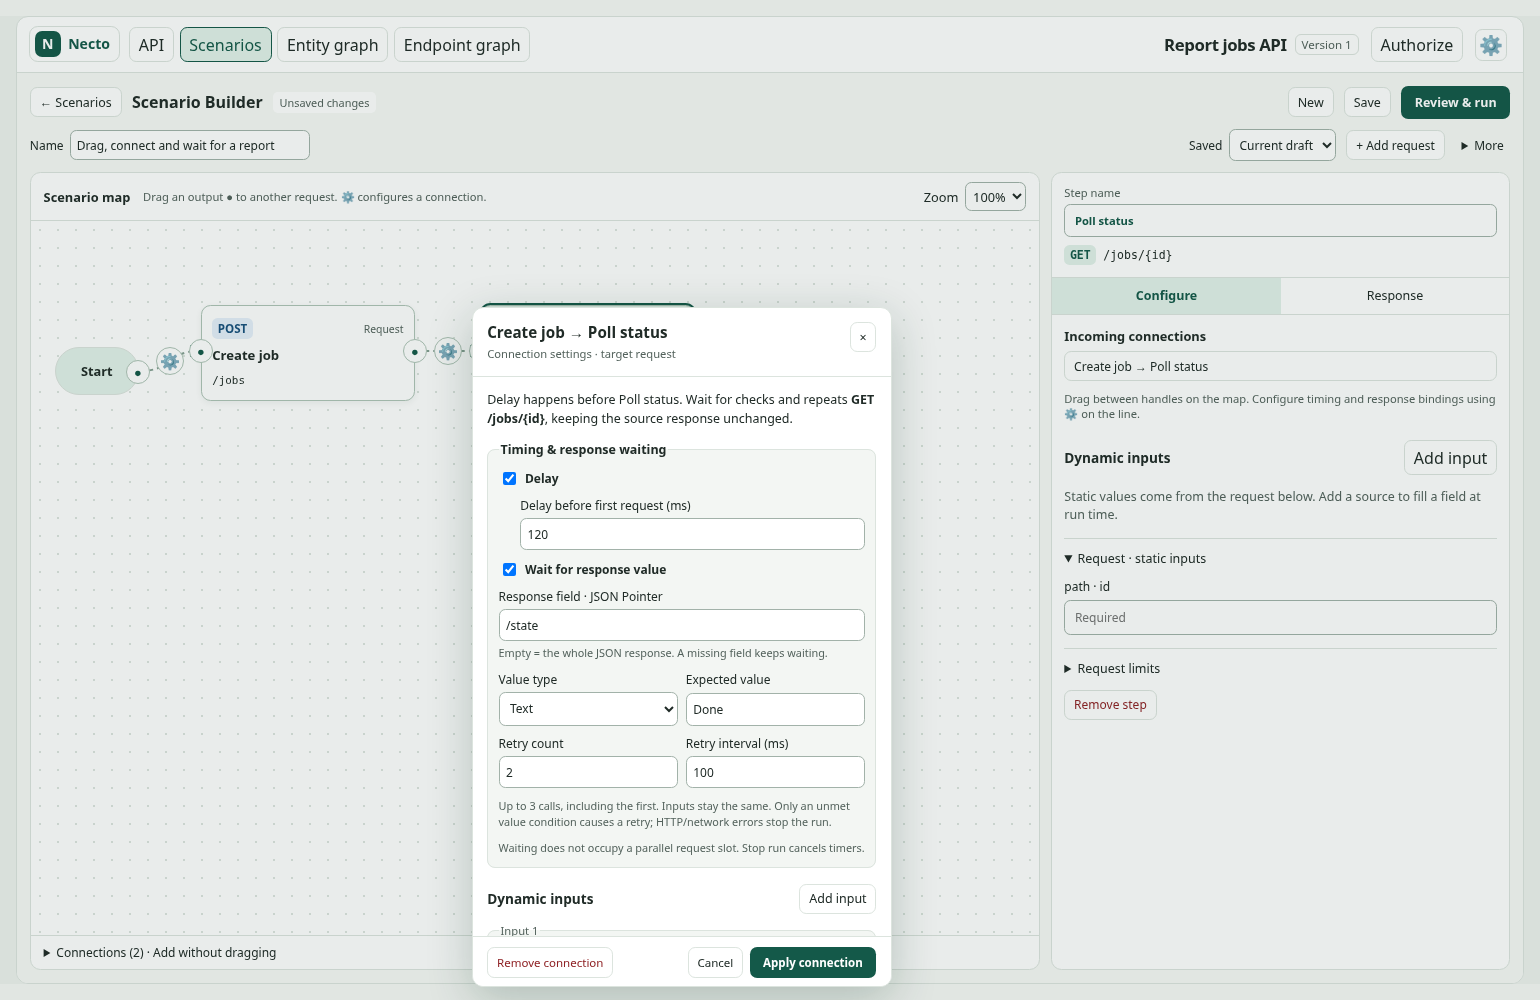 N Necto API Scenarios Entity graph Endpoint graph Report jobs API Version 1 Authorize
← Scenarios Scenario Builder Unsaved changes New Save Review & run
Name Drag, connect and wait for a report Saved Current draft + Add request ▶ More
Scenario map Drag an output ● to another request. ⚙️ configures a connection. Zoom 100%
Start
POST Request
Create job
/jobs
▶ Connections (2) · Add without dragging
Create job → Poll status ×
Connection settings · target request
Delay happens before Poll status. Wait for checks and repeats GET
/jobs/{id}, keeping the source response unchanged.
Timing & response waiting
Delay
Delay before first request (ms)
120
Wait for response value
Response field · JSON Pointer
/state
Empty = the whole JSON response. A missing field keeps waiting.
Value type Expected value
Text Done
Retry count Retry interval (ms)
2 100
Up to 3 calls, including the first. Inputs stay the same. Only an unmet
value condition causes a retry; HTTP/network errors stop the run.
Waiting does not occupy a parallel request slot. Stop run cancels timers.
Dynamic inputs Add input
Input 1
Remove connection Cancel Apply connection
Step name
Poll status
GET /jobs/{id}
Configure Response
Incoming connections
Create job → Poll status
Drag between handles on the map. Configure timing and response bindings using
⚙️ on the line.
Dynamic inputs Add input
Static values come from the request below. Add a source to fill a field at
run time.
▼ Request · static inputs
path · id
Required
▶ Request limits
Remove step